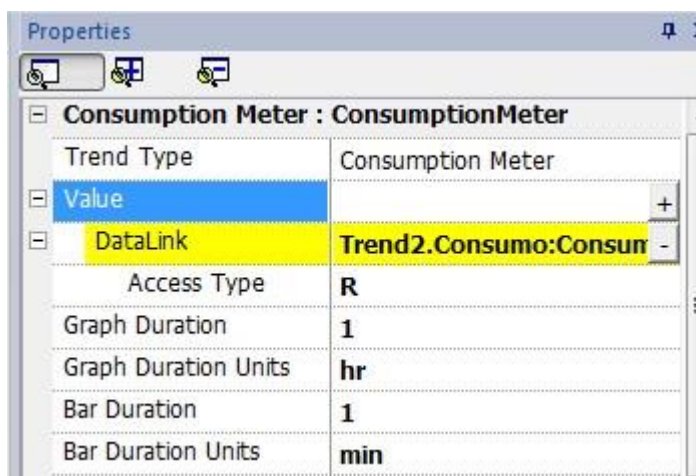 Properties
Consumption Meter : ConsumptionMeter
Trend Type Consumption Meter
Value +
DataLink Trend2.Consumo:Consum -
Access Type R
Graph Duration 1
Graph Duration Units hr
Bar Duration 1
Bar Duration Units min